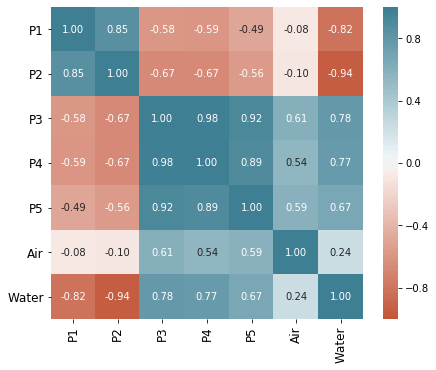 P1 1.00 0.85 -0.58 -0.59 -0.49 -0.08 -0.82
P2 0.85 1.00 -0.67 -0.67 -0.56 -0.10 -0.94
P3 -0.58 -0.67 1.00 0.98 0.92 0.61 0.78
P4 -0.59 -0.67 0.98 1.00 0.89 0.54 0.77
P5 -0.49 -0.56 0.92 0.89 1.00 0.59 0.67
Air -0.08 -0.10 0.61 0.54 0.59 1.00 0.24
Water -0.82 -0.94 0.78 0.77 0.67 0.24 1.00
P1 P2 P3 P4 P5 Air Water
0.8
0.4
0.0
-0.4
-0.8